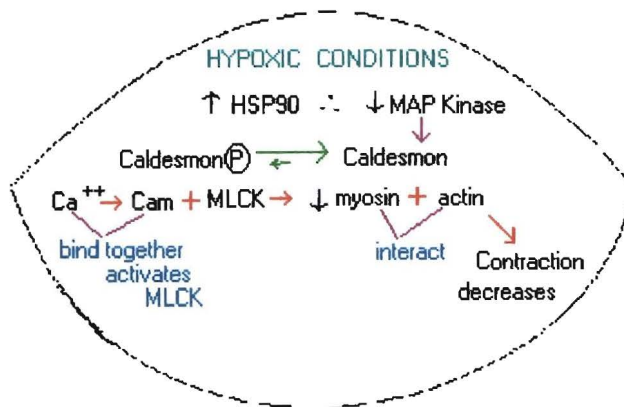 HYPOXIC CONDITIONS
↑ HSP90 ∴ ↓ MAP Kinase
Caldesmon Ⓟ Caldesmon
Ca ++ → Cam + MLCK → ↓ myosin + actin
bind together interact
activates Contraction
MLCK decreases